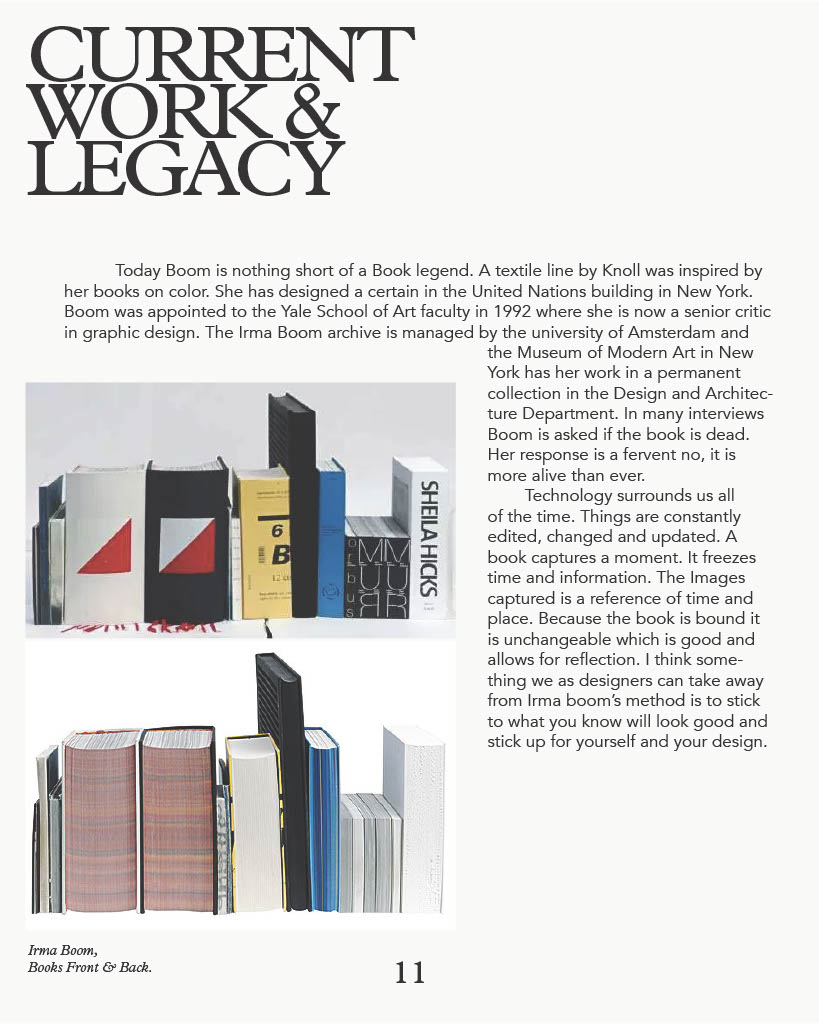 CURRENT
WORK &
LEGACY
Today Boom is nothing short of a Book legend. A textile line by Knoll was inspired by
her books on color. She has designed a certain in the United Nations building in New York.
Boom was appointed to the Yale School of Art faculty in 1992 where she is now a senior critic
in graphic design. The Irma Boom archive is managed by the university of Amsterdam and
the Museum of Modern Art in New
York has her work in a permanent
collection in the Design and Architec-
ture Department. In many interviews
Boom is asked if the book is dead.
Her response is a fervent no, it is
more alive than ever.
Technology surrounds us all
of the time. Things are constantly
edited, changed and updated. A
book captures a moment. It freezes
time and information. The Images
captured is a reference of time and
place. Because the book is bound it
is unchangeable which is good and
allows for reflection. I think some-
thing we as designers can take away
from Irma boom's method is to stick
to what you know will look good and
stick up for yourself and your design.
6
B
SHEILA HICKS
Irma Boom,
Books Front & Back.
11